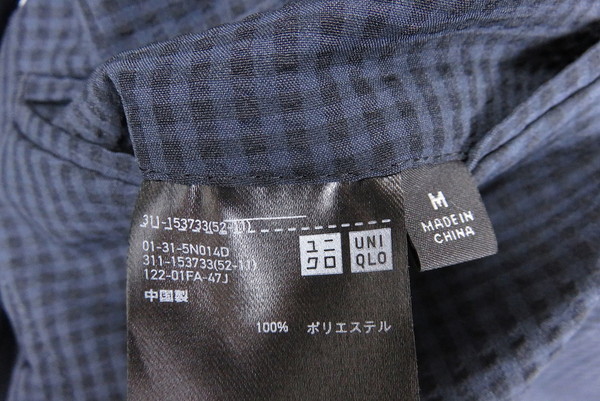 311-153733(52-11)
01-31-5N014D
311-153733(52-11)
122-01FA-47J
中国製
ユニ
クロ
UNI
QLO
M
MADE IN
CHINA
100% ポリエステル